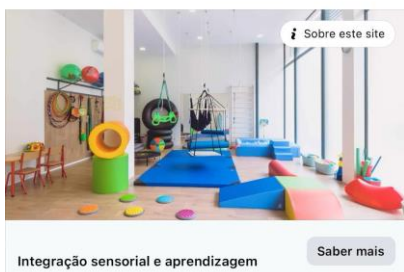 i Sobre este site
Integração sensorial e aprendizagem
Saber mais